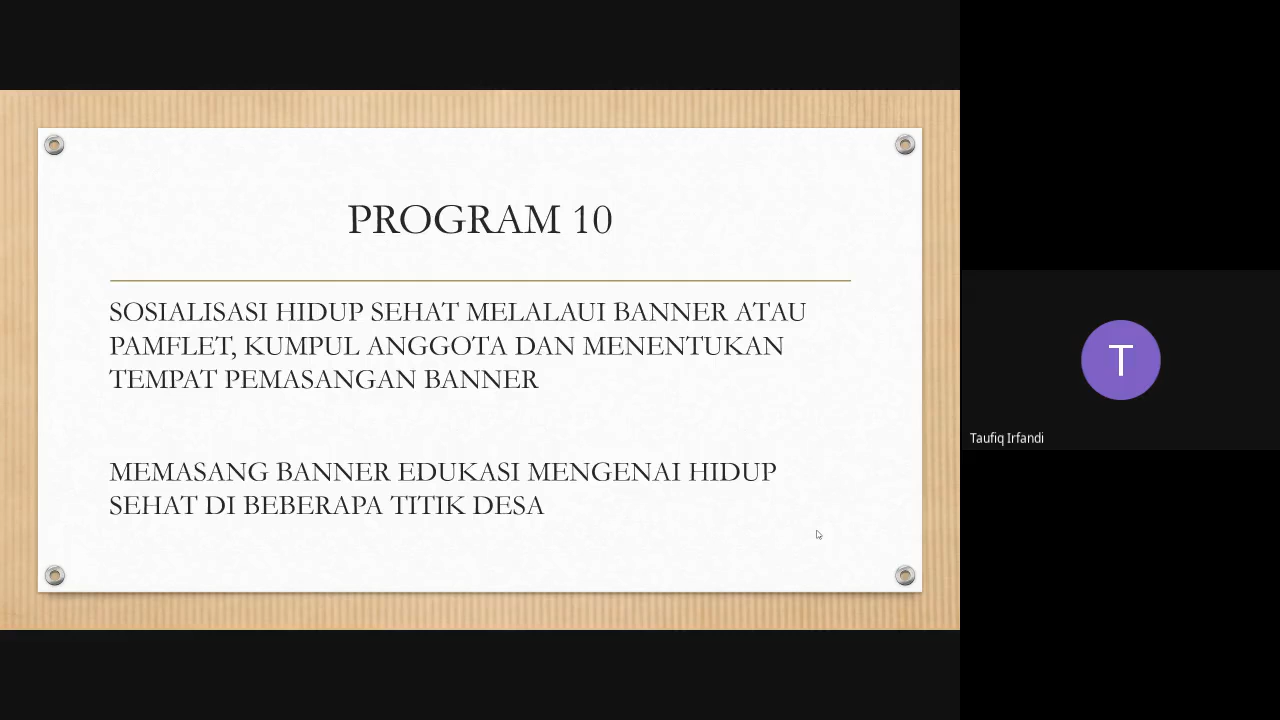 PROGRAM 10
SOSIALISASI HIDUP SEHAT MELALAUI BANNER ATAU
PAMFLET, KUMPUL ANGGOTA DAN MENENTUKAN
TEMPAT PEMASANGAN BANNER
MEMASANG BANNER EDUKASI MENGENAI HIDUP
SEHAT DI BEBERAPA TITIK DESA
T
Taufiq Irfandi